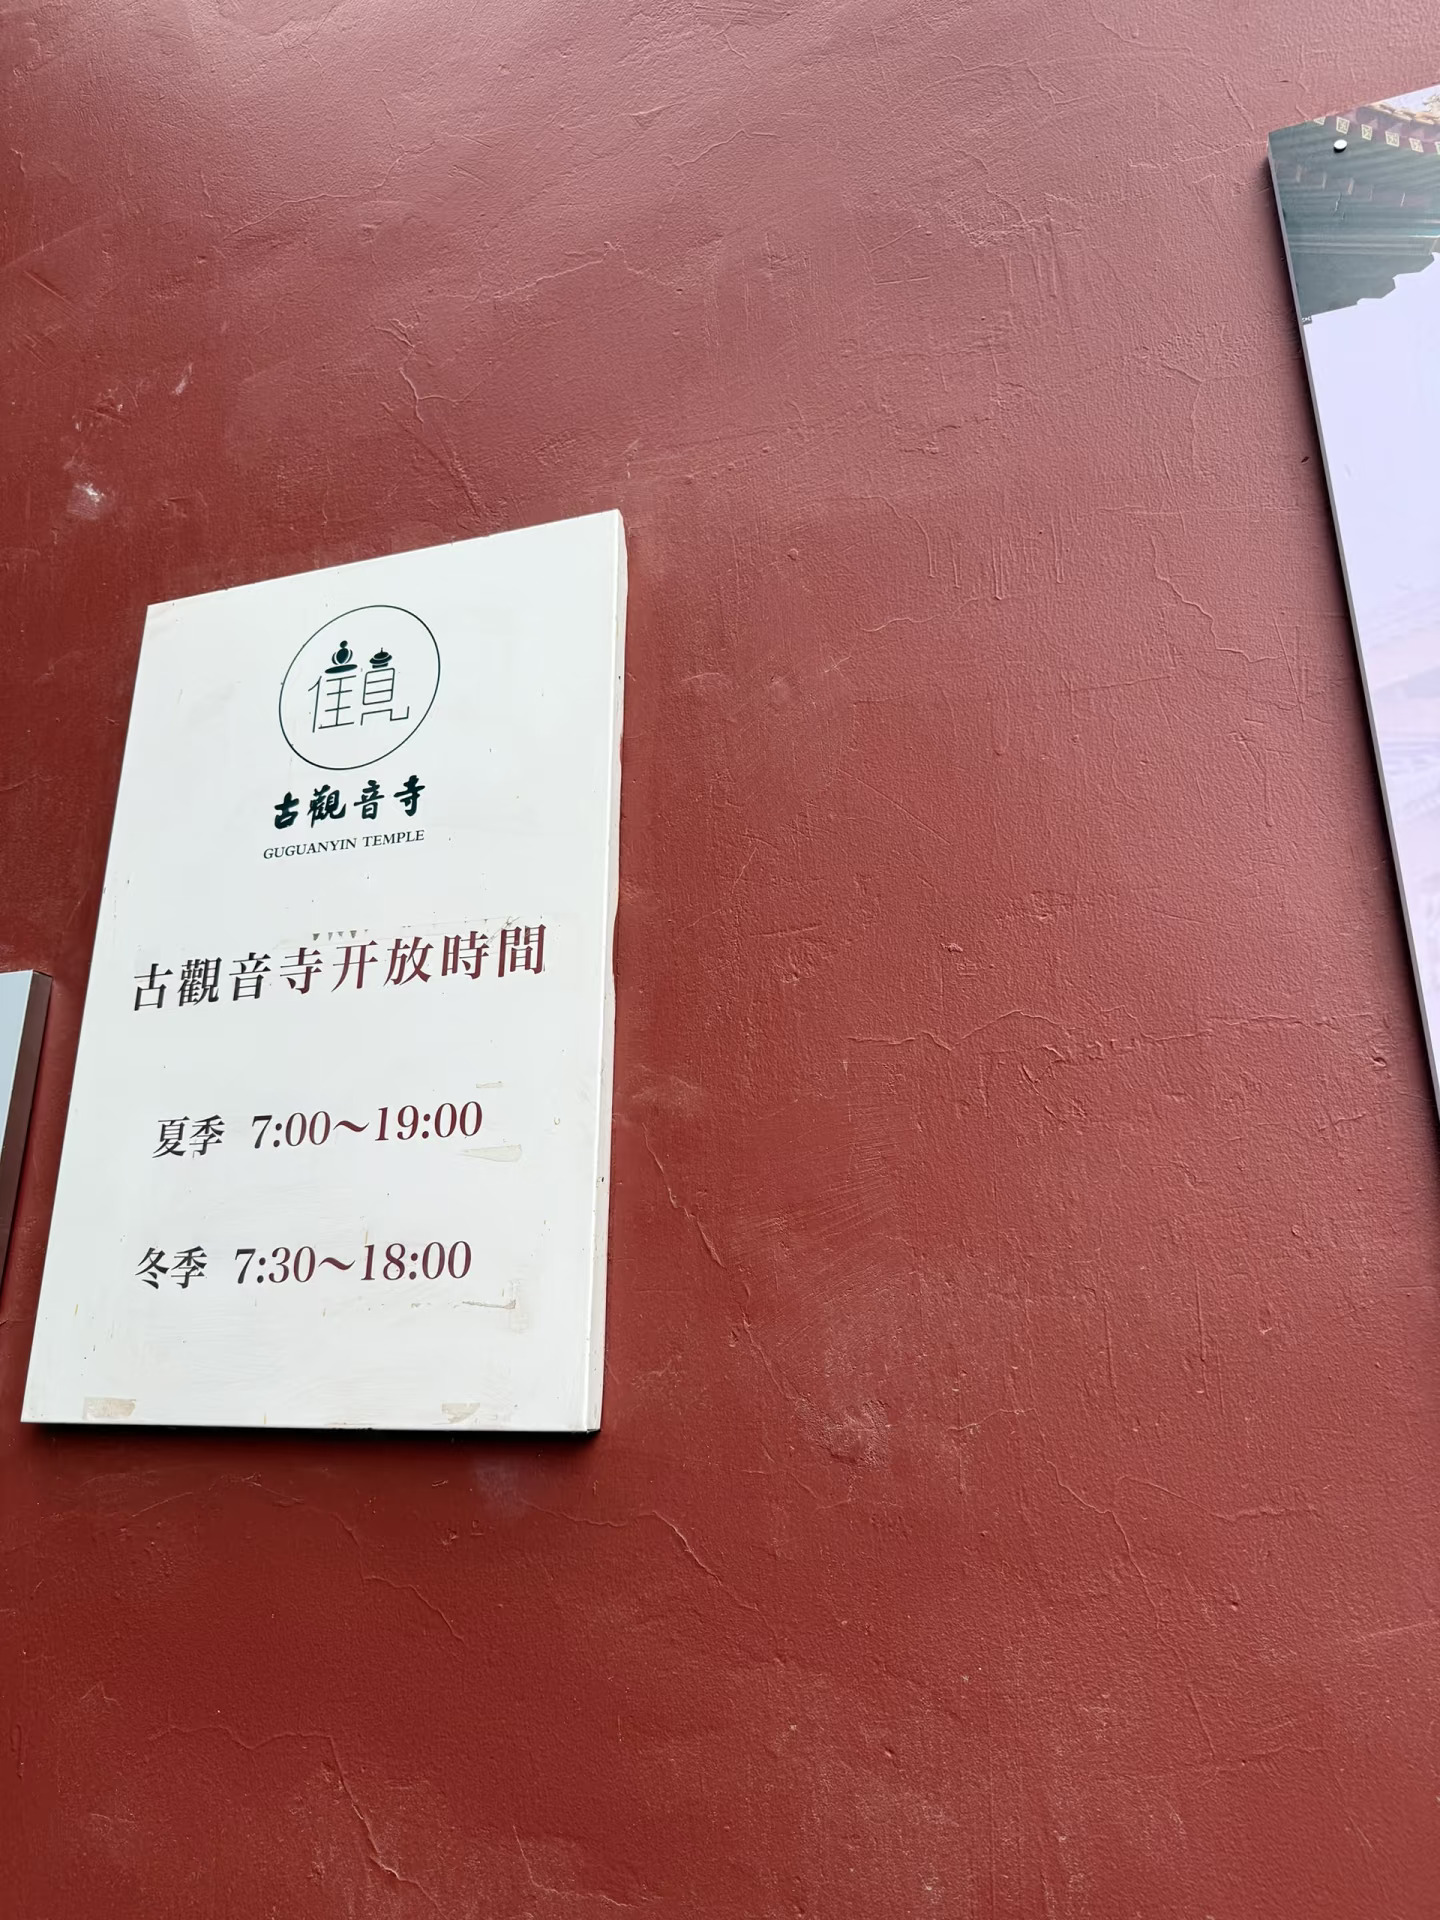 古觀音寺
GUGUANYIN TEMPLE
古觀音寺开放時間
夏季 7:00～19:00
冬季 7:30～18:00